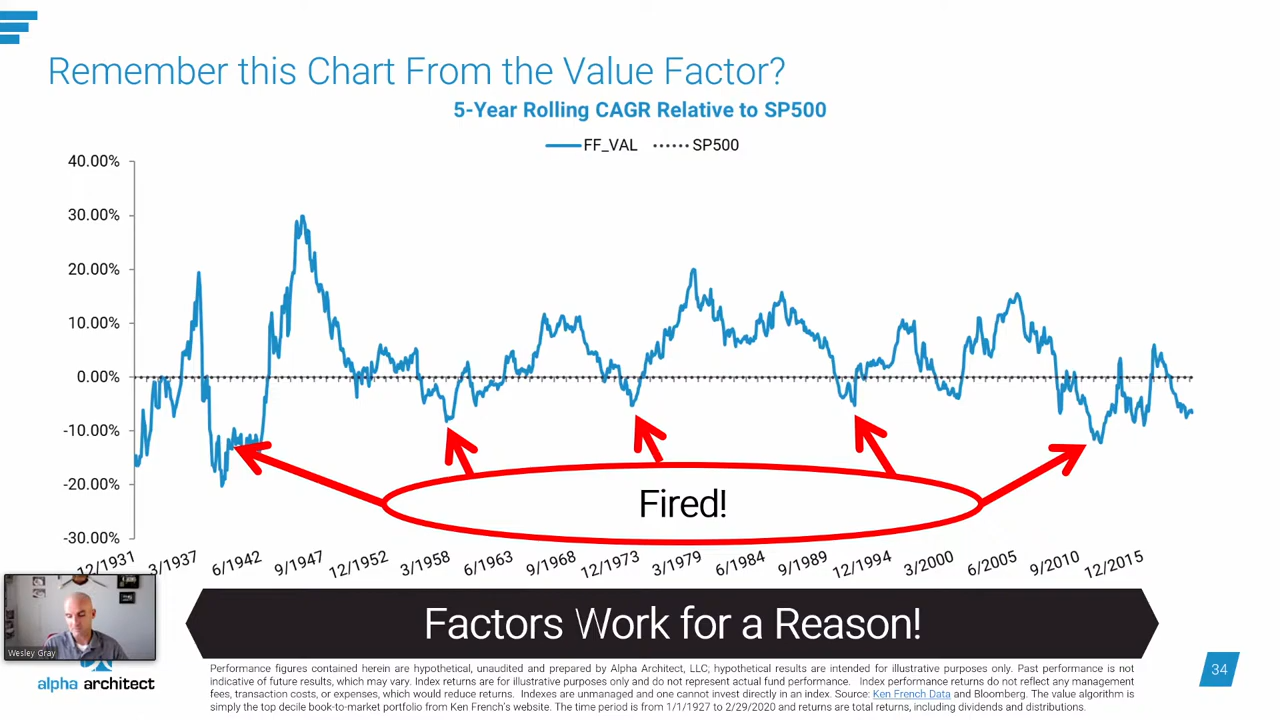 Remember this Chart From the Value Factor?
5-Year Rolling CAGR Relative to SP500
FF_VAL SP500
40.00%
30.00%
20.00%
10.00%
0.00%
-10.00%
-20.00%
-30.00%
Fired!
12/1931 3/1937 6/1942 9/1947 12/1952 3/1958 6/1963 9/1968 12/1973 3/1979 6/1984 9/1989 12/1994 3/2000 6/2005 9/2010 12/2015
Factors Work for a Reason!
Wesley Gray
alpha architect
Performance figures contained herein are hypothetical, unaudited and prepared by Alpha Architect, LLC; hypothetical results are intended for illustrative purposes only. Past performance is not
indicative of future results, which may vary. Index returns are for illustrative purposes only and do not represent actual fund performance. Index performance returns do not reflect any management
fees, transaction costs, or expenses, which would reduce returns. Indexes are unmanaged and one cannot invest directly in an index. Source: Ken French Data and Bloomberg. The value algorithm is
simply the top decile book-to-market portfolio from Ken French's website. The time period is from 1/1/1927 to 2/29/2020 and returns are total returns, including dividends and distributions.
34